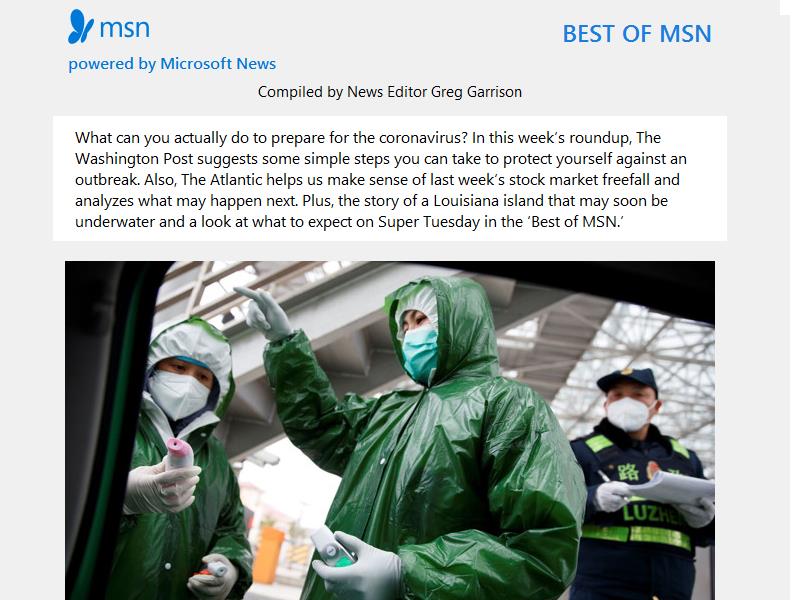 msn
BEST OF MSN
powered by Microsoft News
Compiled by News Editor Greg Garrison
What can you actually do to prepare for the coronavirus? In this week’s roundup, The
Washington Post suggests some simple steps you can take to protect yourself against an
outbreak. Also, The Atlantic helps us make sense of last week’s stock market freefall and
analyzes what may happen next. Plus, the story of a Louisiana island that may soon be
underwater and a look at what to expect on Super Tuesday in the ‘Best of MSN.’
路